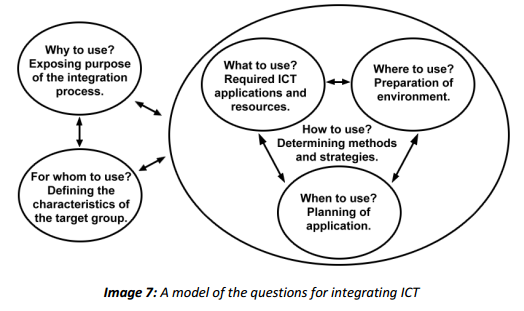 Why to use?
Exposing purpose
of the integration
process.
For whom to use?
Defining the
characteristics of
the target group.
What to use?
Required ICT
applications and
resources.
Where to use?
Preparation of
environment.
How to use?
Determining methods
and strategies.
When to use?
Planning of
application.
Image 7: A model of the questions for integrating ICT